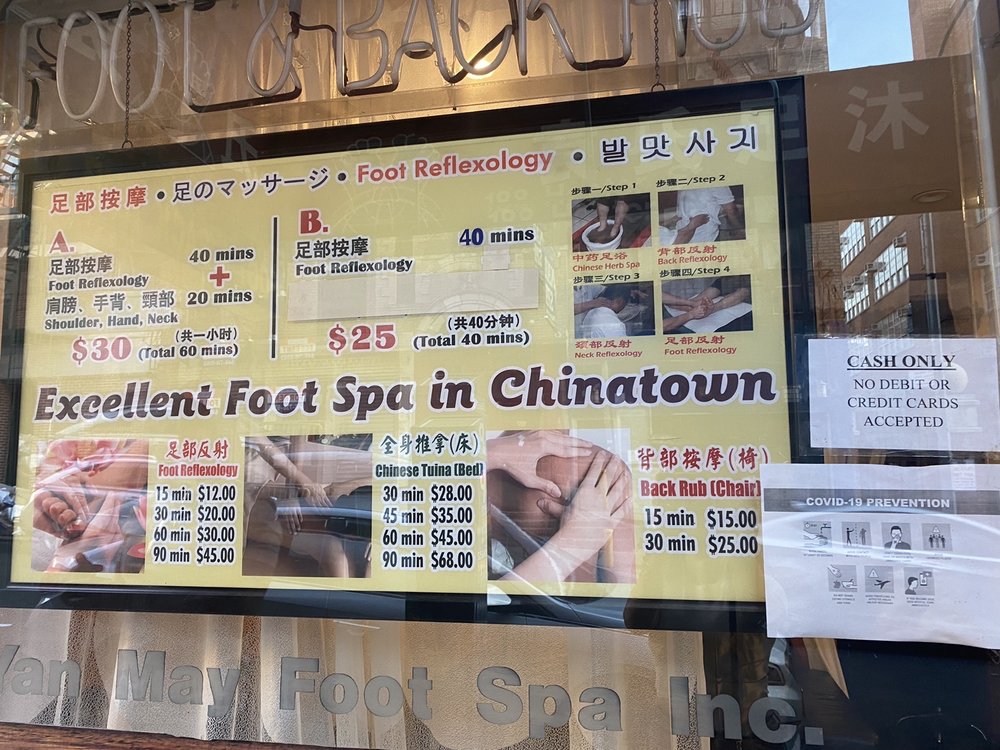 FOOT & BACK RUB
沐
足部按摩 • 足のマッサージ • Foot Reflexology • 발 맛 사 기
A.
足部按摩
Foot Reflexology
40 mins
+
肩膀、手背、頸部
Shoulder, Hand, Neck
20 mins
$30
(共一小时)
(Total 60 mins)
B.
足部按摩
Foot Reflexology
40 mins
$25
(共40分钟)
(Total 40 mins)
步骤一/Step 1
中药足浴
Chinese Herb Spa
步骤二/Step 2
背部反射
Back Reflexology
步骤三/Step 3
颈部反射
Neck Reflexology
步骤四/Step 4
足部反射
Foot Reflexology
Excellent Foot Spa in Chinatown
足部反射
Foot Reflexology
15 min $12.00
30 min $20.00
60 min $30.00
90 min $45.00
全身推拿(床)
Chinese Tuina (Bed)
30 min $28.00
45 min $35.00
60 min $45.00
90 min $68.00
背部按摩(椅)
Back Rub (Chair)
15 min $15.00
30 min $25.00
CASH ONLY
NO DEBIT OR
CREDIT CARDS
ACCEPTED
COVID-19 PREVENTION
Yan May Foot Spa Inc.